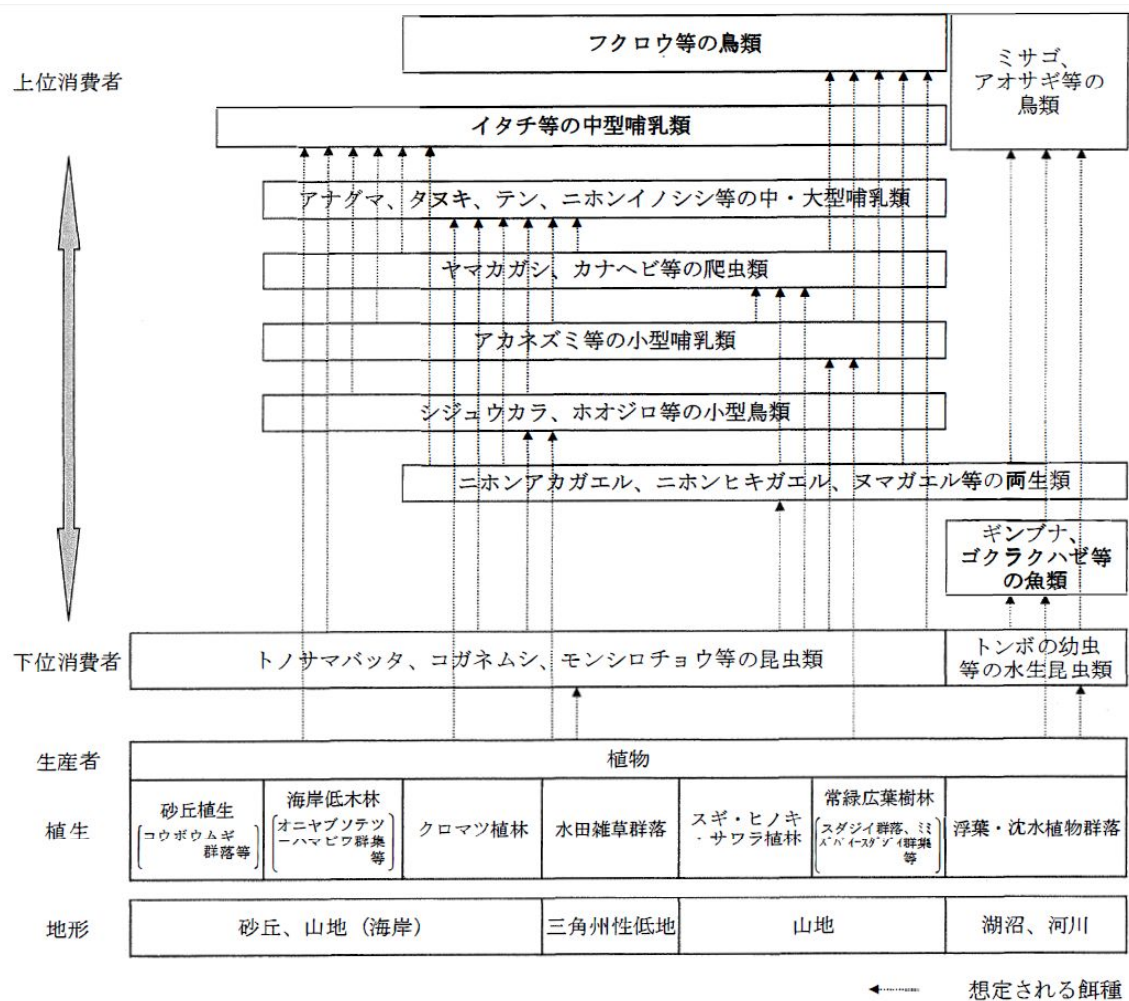 フクロウ等の鳥類
ミサゴ、
アオサギ等の
鳥類
上位消費者
イタチ等の中型哺乳類
アナグマ、タヌキ、テン、ニホンイノシシ等の中・大型哺乳類
ヤマカガシ、カナヘビ等の爬虫類
アカネズミ等の小型哺乳類
シジュウカラ、ホオジロ等の小型鳥類
ニホンアカガエル、ニホンヒキガエル、ヌマガエル等の両生類
ギンブナ、
ゴクラクハゼ等
の魚類
下位消費者
トノサマバッタ、コガネムシ、モンシロチョウ等の昆虫類
トンボの幼虫
等の水生昆虫類
生産者
植物
植生
砂丘植生
コウボウムギ
群落等
海岸低木林
オニヤブソテツ
ーハマビワ群集
等
クロマツ植林
水田雑草群落
スギ・ヒノキ
・サワラ植林
常緑広葉樹林
スダジイ群落、ミミ
ズバイースダジイ群集
等
浮葉・沈水植物群落
地形
砂丘、山地（海岸）
三角州性低地
山地
湖沼、河川
想定される餌種